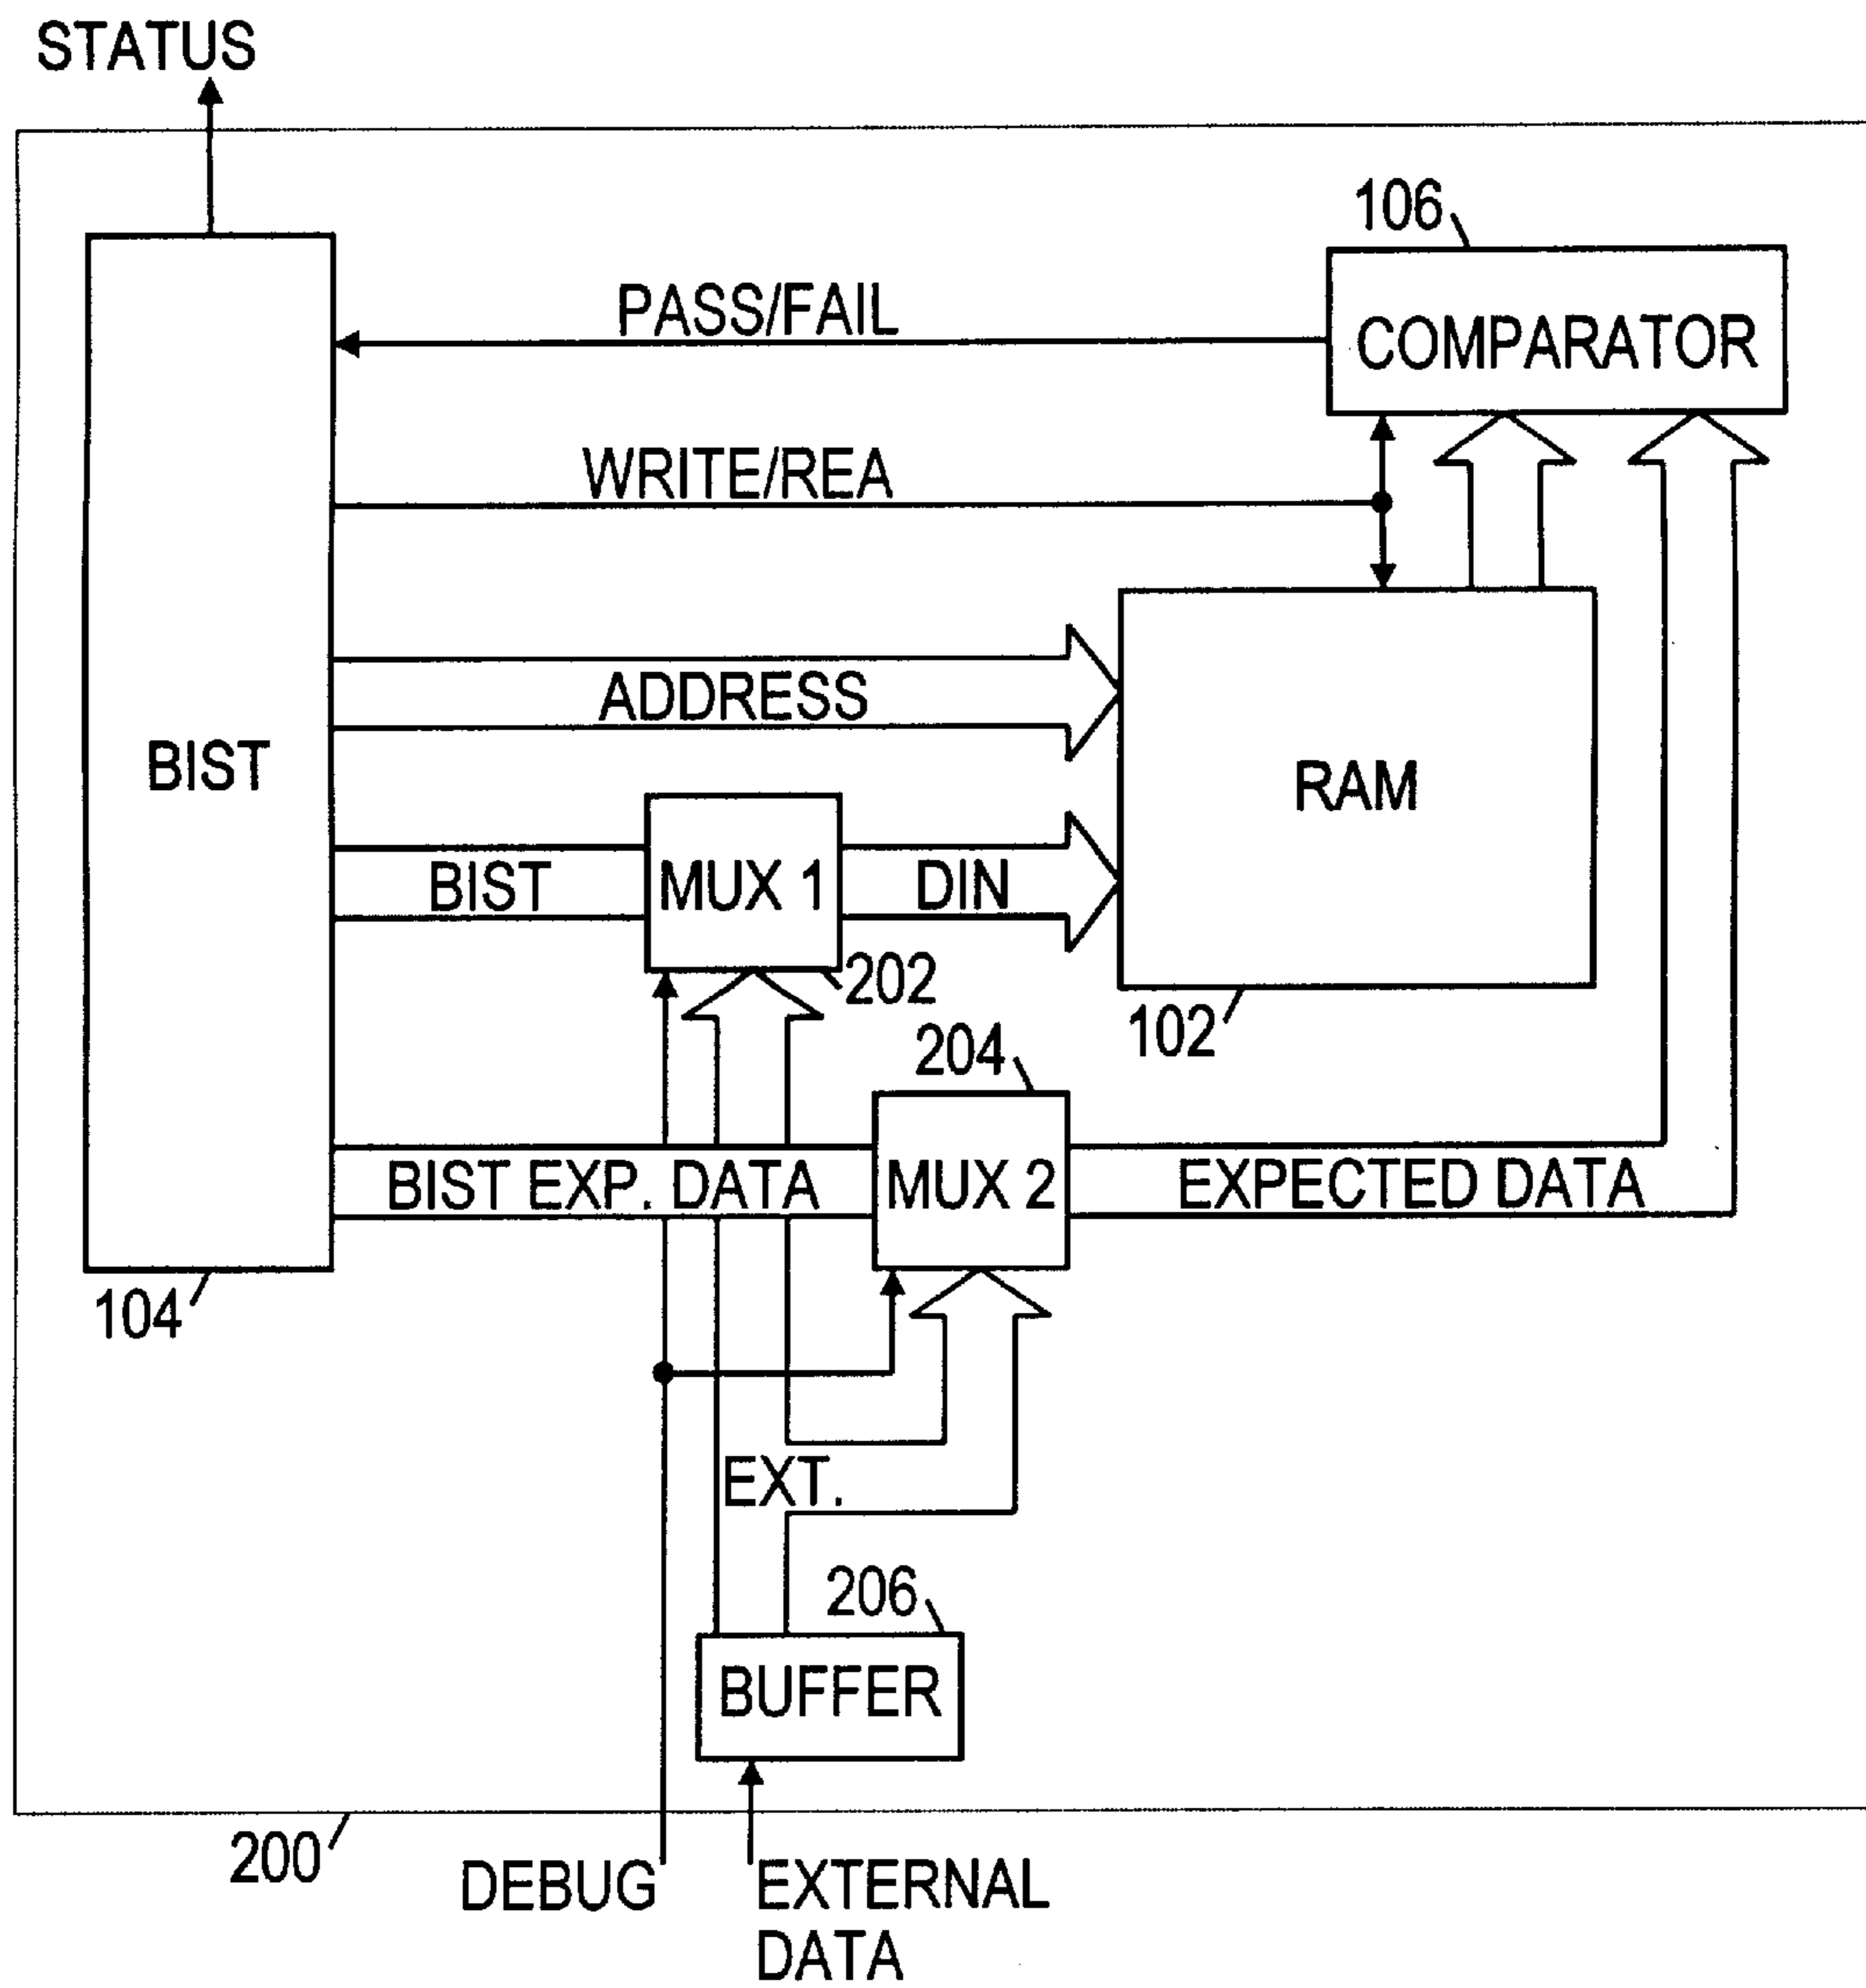 STATUS
106
PASS/FAIL
COMPARATOR
WRITE/REA
ADDRESS
BIST
RAM
BIST
MUX 1
DIN
202
102
204
BIST EXP. DATA
MUX 2
EXPECTED DATA
104
EXT.
206
BUFFER
200
DEBUG
EXTERNAL
DATA